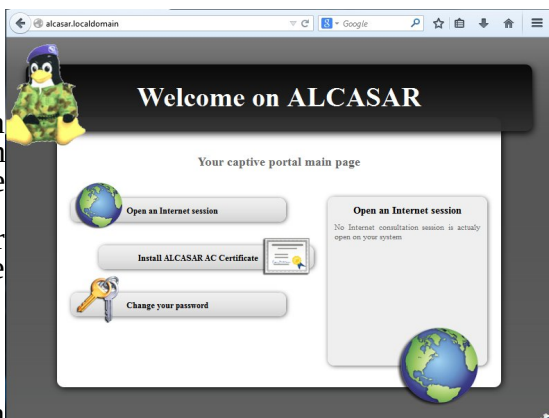 alcasar.localdomain
Google
Welcome on ALCASAR
Your captive portal main page
Open an Internet session
Install ALCASAR AC Certificate
Change your password
Open an Internet session
No Internet consultation session is actualy
open on your system